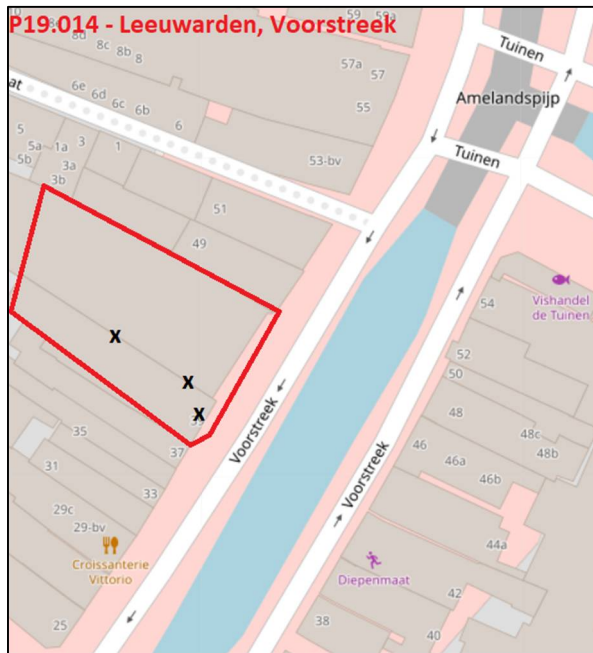 P19.014 - Leeuwarden, Voorstreek
59
59a
8d
8c
8b
8
57a
57
55
Tuinen
Amelandspijp
Tuinen
at
6e
6d
6c
6b
6
53-bv
5
5a
5b
1a
3
3a
3b
1
51
49
54
Vishandel
de Tuinen
52
50
48
48c
48b
46
46a
46b
44a
42
40
38
Diepenmaat
Voorstreek
Voorstreek
x
x
x
35
37
31
33
29c
29-bv
Croissanterie
Vittorio
25